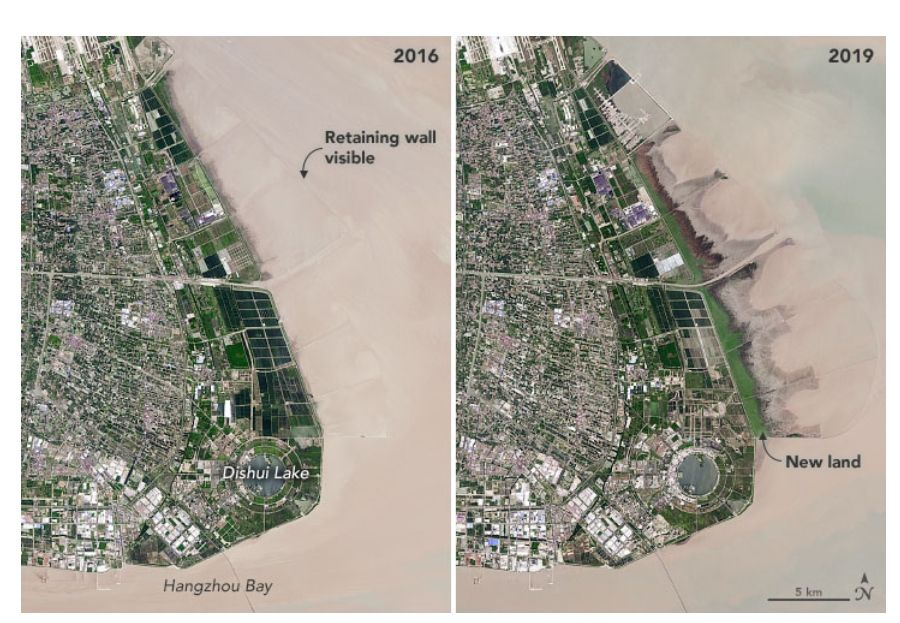 2016
Retaining wall
visible
Dishui Lake
Hangzhou Bay
2019
New land
5 km
N